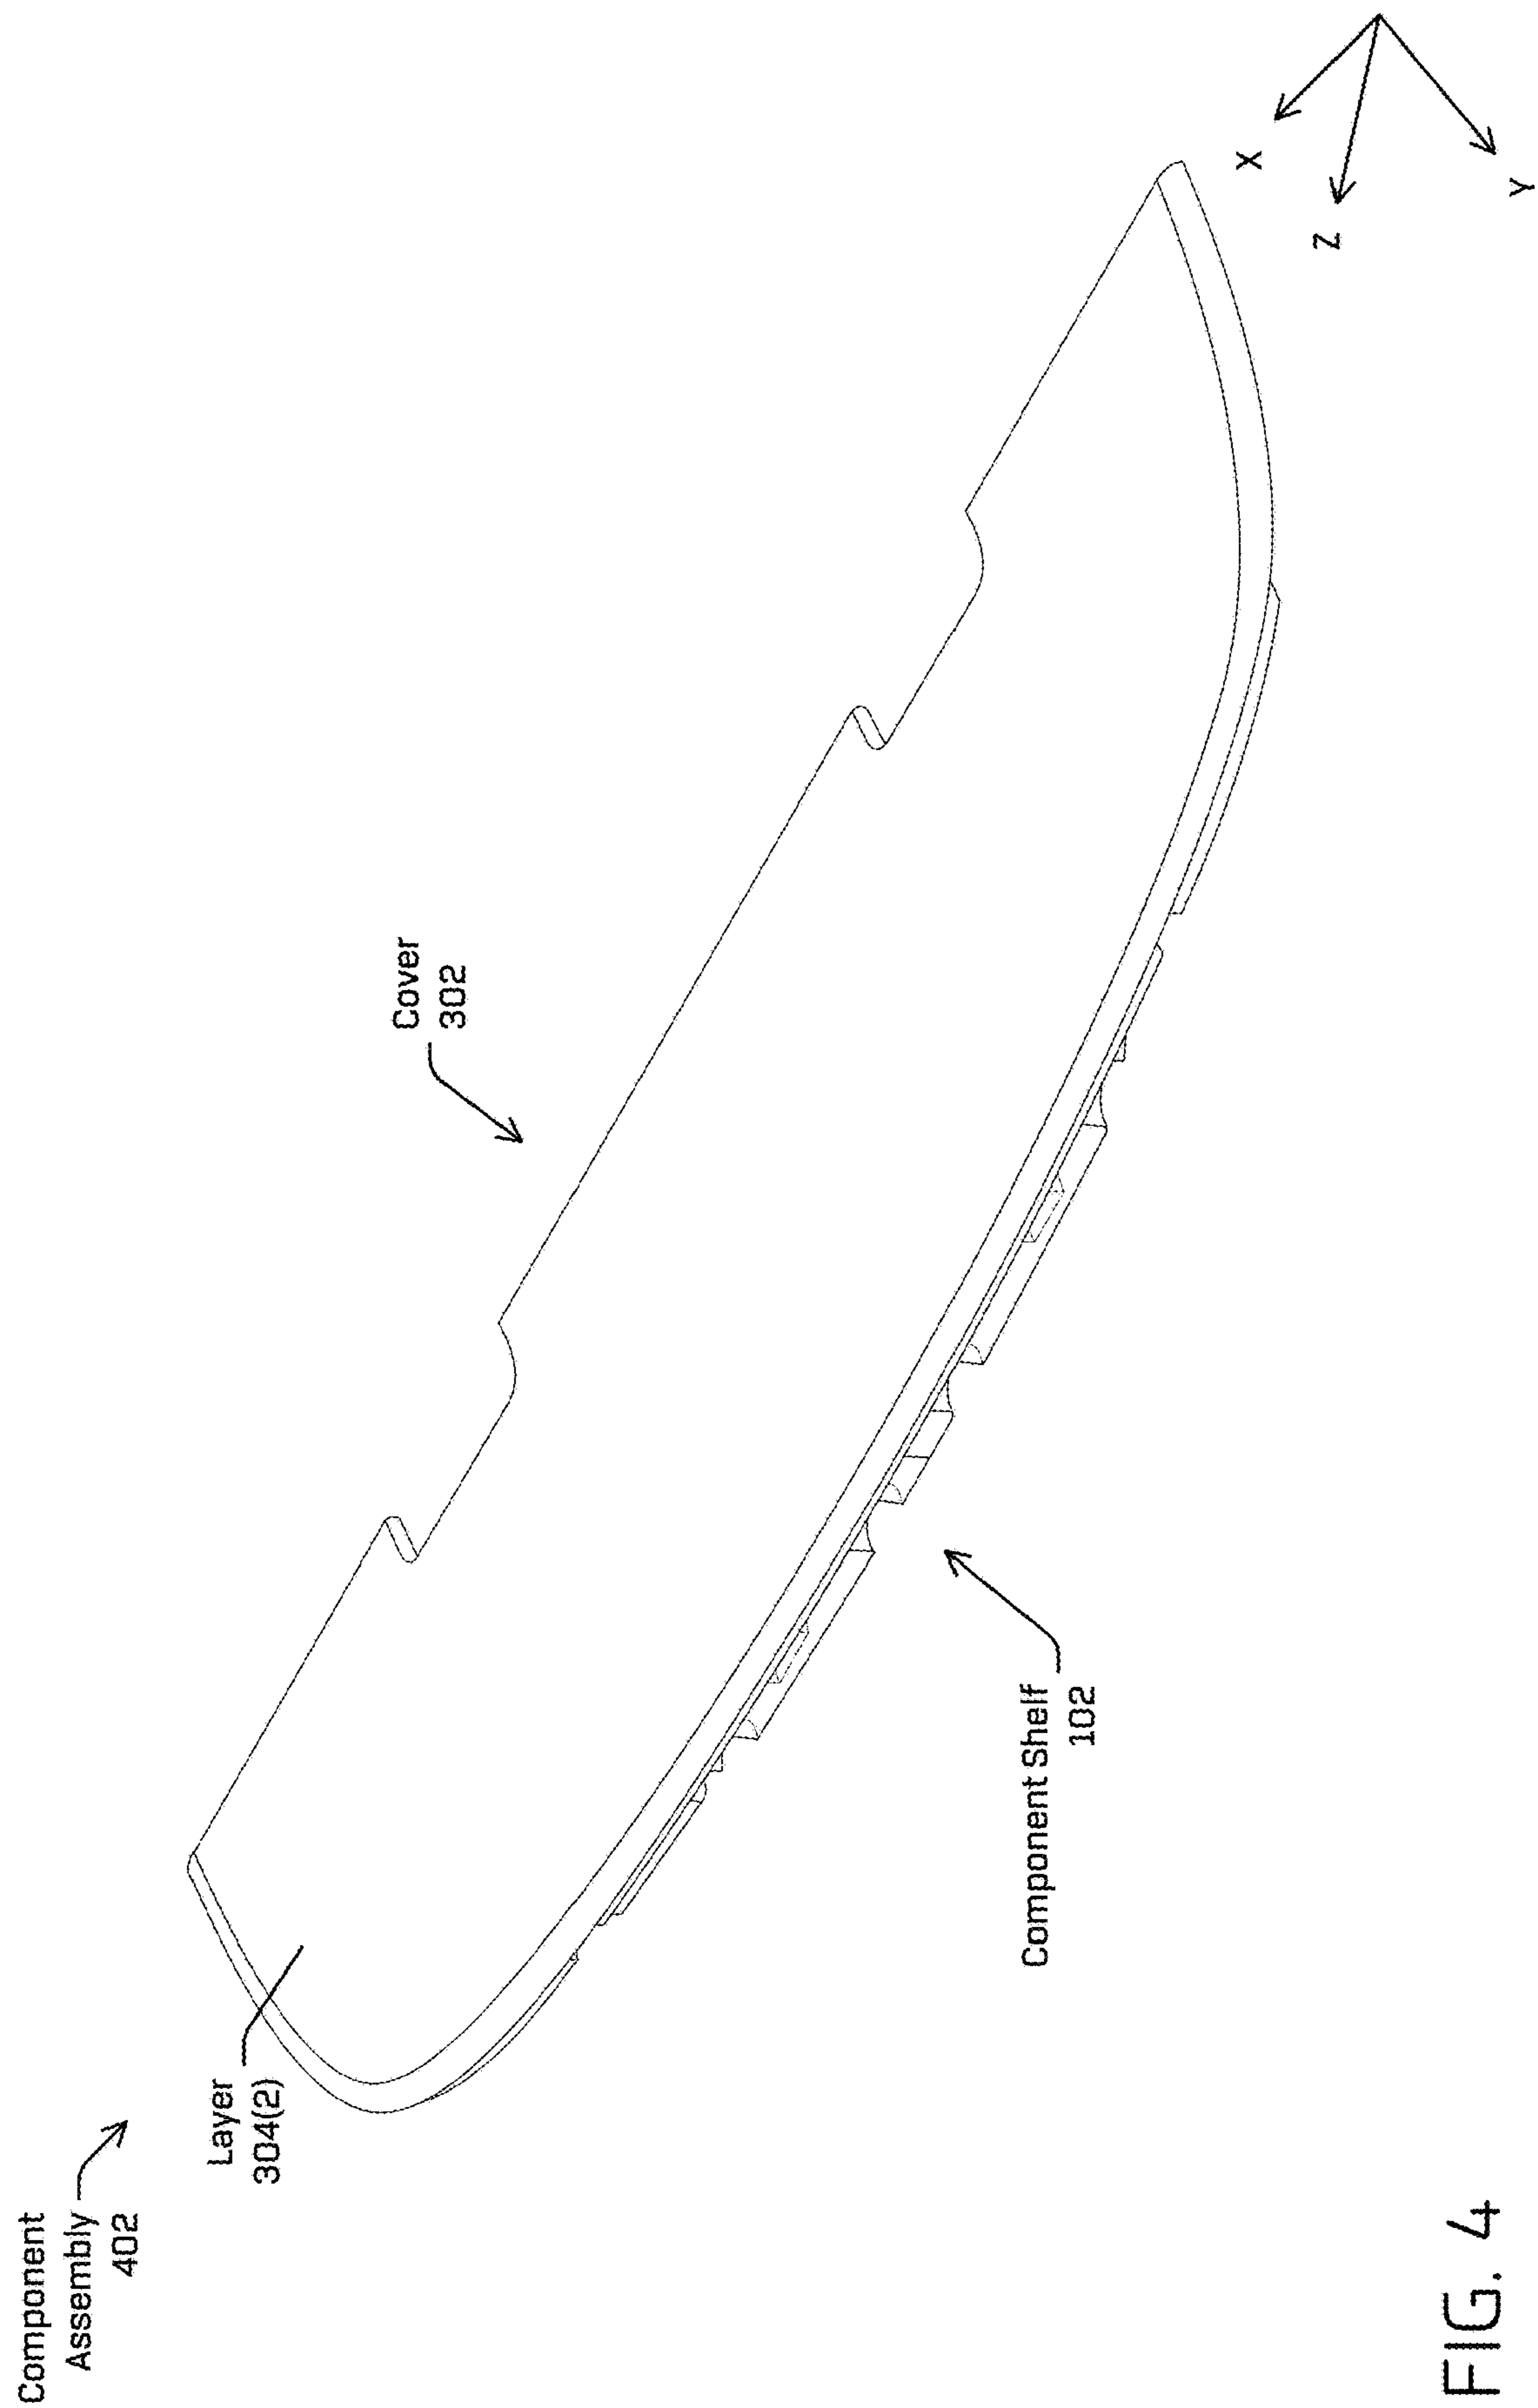 Component
Assembly
402
Layer
304(2)
Cover
302
Component Shelf
102
X
Z
Y
FIG. 4